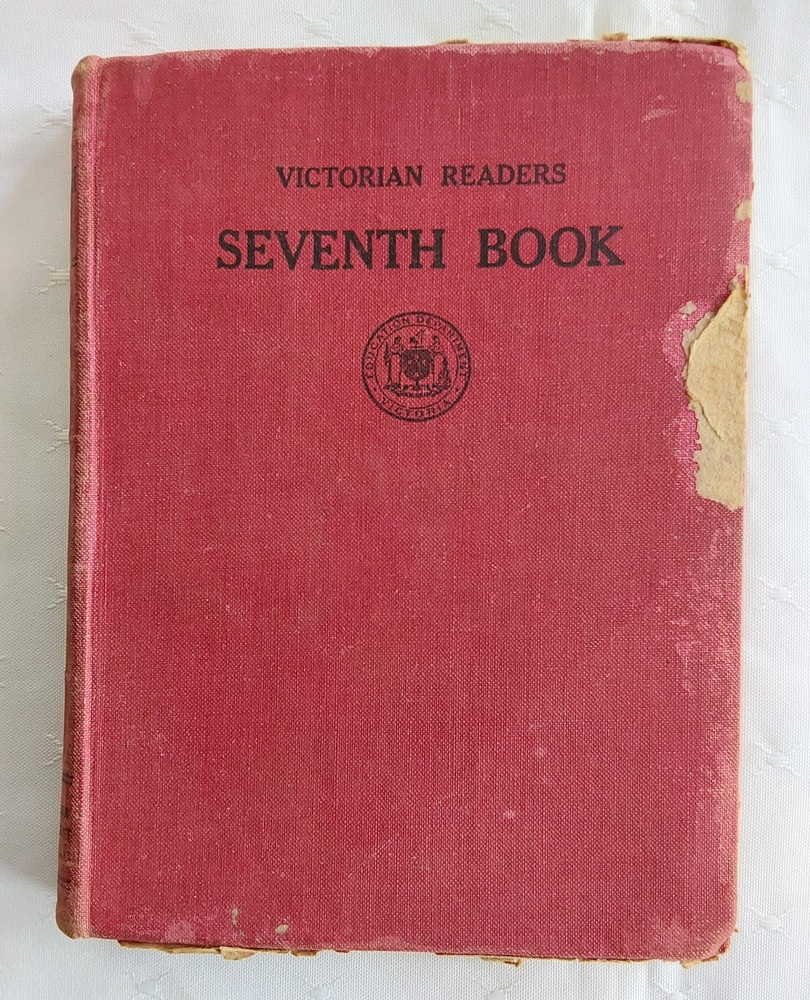 VICTORIAN READERS
SEVENTH BOOK
EDUCATION DEPARTMENT
VICTORIA